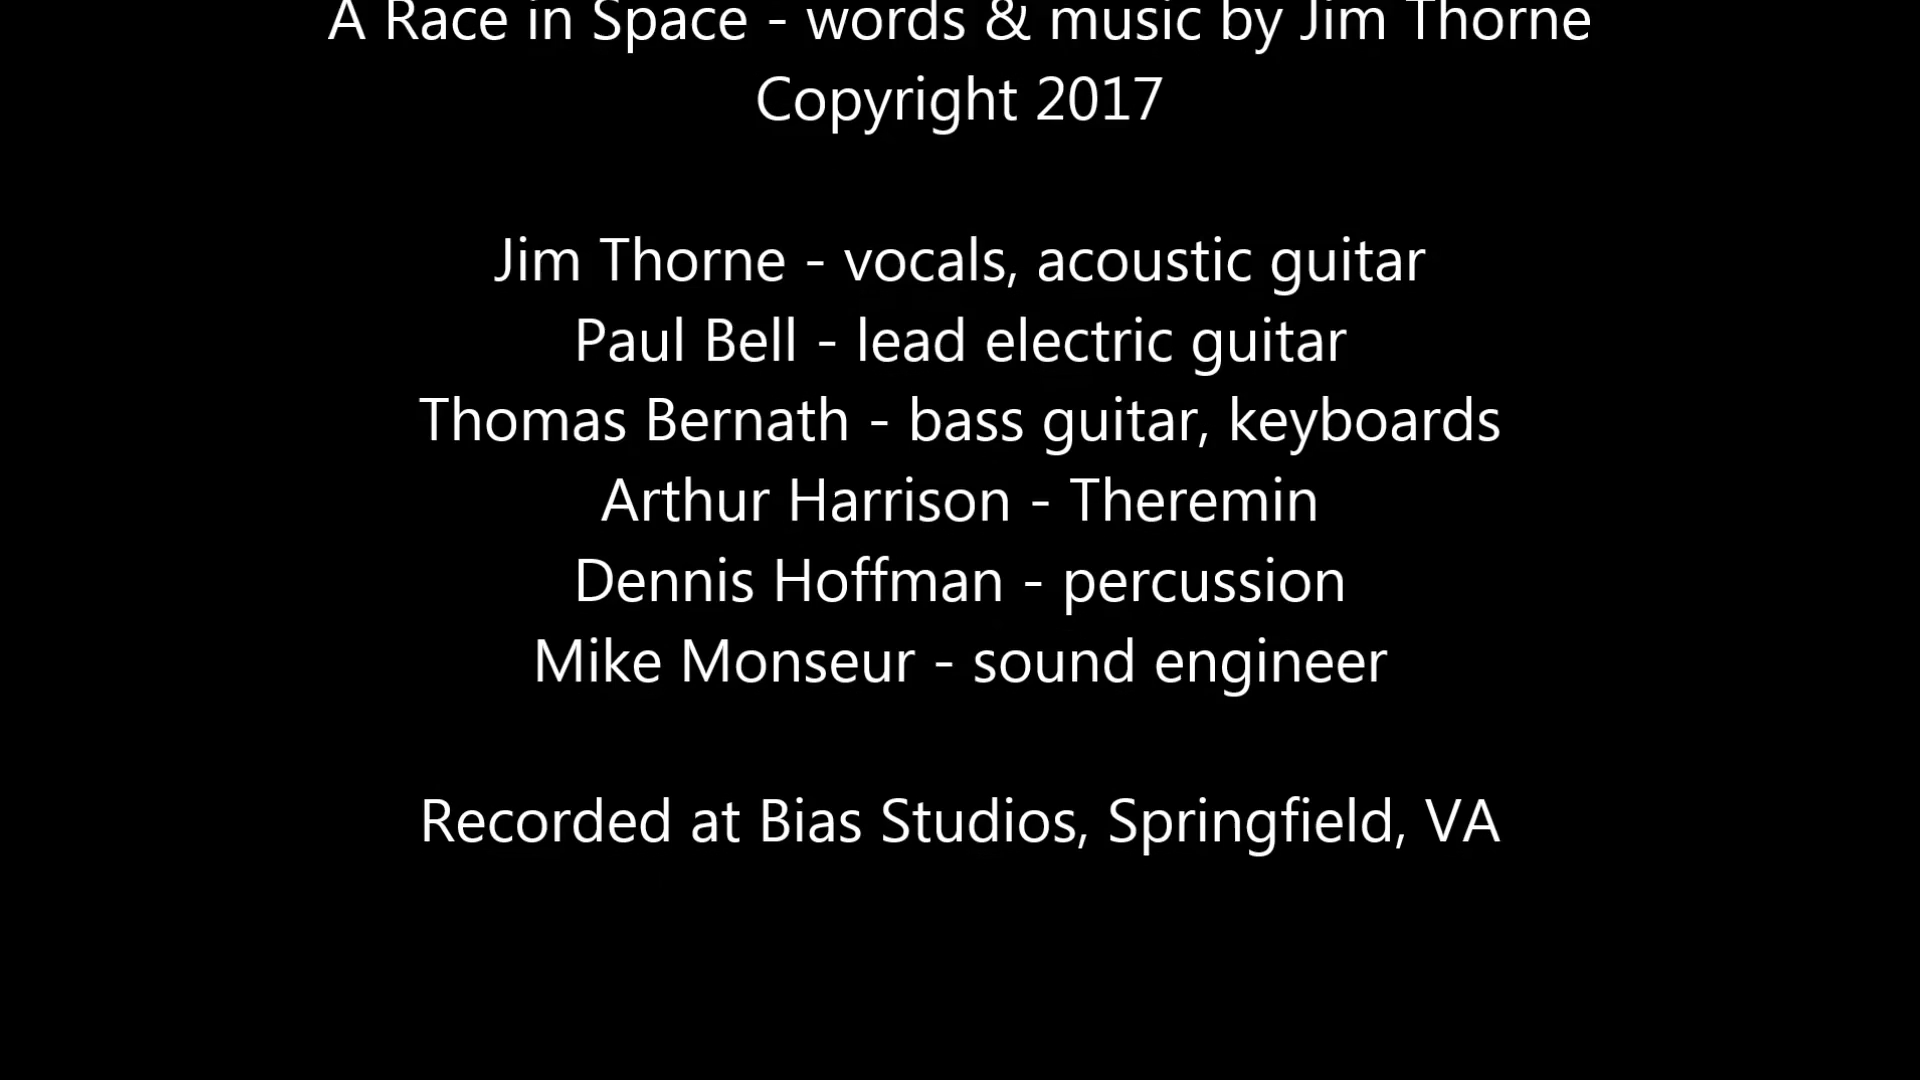 A Race in Space - words & music by Jim Thorne
Copyright 2017
Jim Thorne - vocals, acoustic guitar
Paul Bell - lead electric guitar
Thomas Bernath - bass guitar, keyboards
Arthur Harrison - Theremin
Dennis Hoffman - percussion
Mike Monseur - sound engineer
Recorded at Bias Studios, Springfield, VA